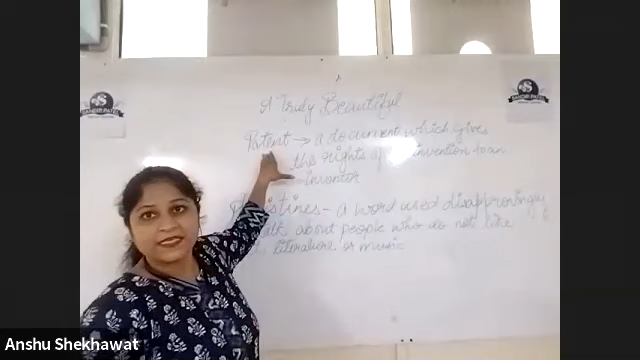 A Truly Beautiful
Patent → a document which gives
the rights of invention to an
inventor
a word used disapprovingly
about people who do not like
literature or music
Anshu Shekhawat